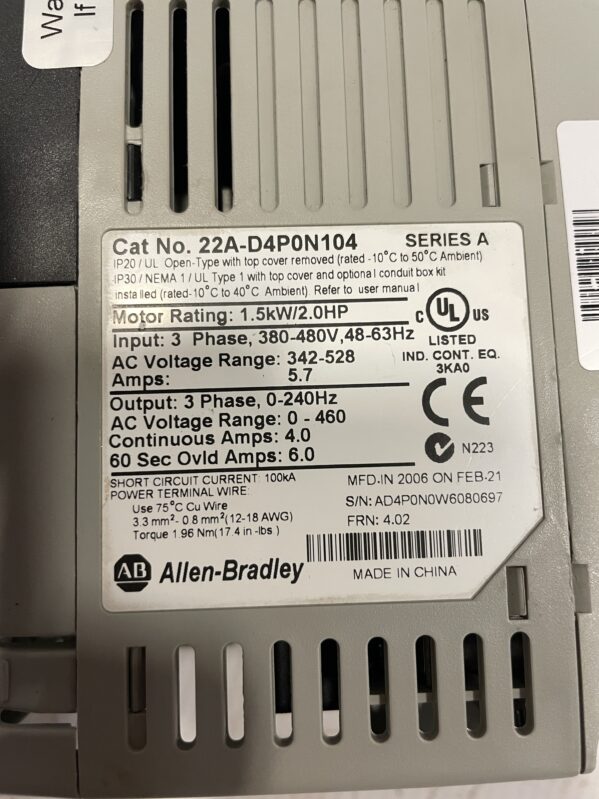 Wa
If
Cat No. 22A-D4P0N104 SERIES A
IP20 / UL Open-Type with top cover removed (rated -10°C to 50°C Ambient)
IP30 / NEMA 1 / UL Type 1 with top cover and optional conduit box kit
installed (rated-10°C to 40°C Ambient) Refer to user manual
Motor Rating: 1.5kW/2.0HP
C UL US
LISTED
IND. CONT. EQ.
3KA0
Input: 3 Phase, 380-480V,48-63Hz
AC Voltage Range: 342-528
Amps: 5.7
Output: 3 Phase, 0-240Hz
AC Voltage Range: 0 - 460
Continuous Amps: 4.0
60 Sec Ovld Amps: 6.0
CE
N223
SHORT CIRCUIT CURRENT: 100kA
POWER TERMINAL WIRE:
Use 75°C Cu Wire
3.3 mm²- 0.8 mm²(12-18 AWG)
Torque 1.96 Nm(17.4 in -lbs )
MFD.IN 2006 ON FEB-21
S/N: AD4P0N0W6080697
FRN: 4.02
AB Allen-Bradley
MADE IN CHINA